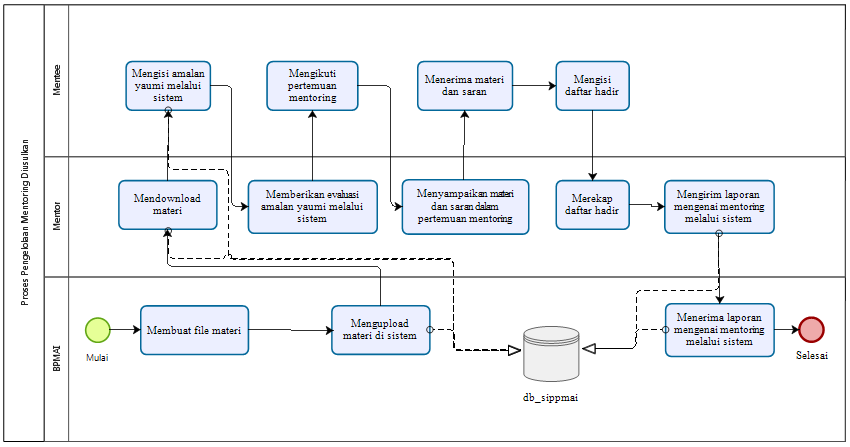 Proses Pengelolaan Mentoring Diusulkan
Mentee
Mengisi amalan
yaumi melalui
sistem
Mengikuti
pertemuan
mentoring
Menerima materi
dan saran
Mengisi
daftar hadir
Mentor
Mendownload
materi
Memberikan evaluasi
amalan yaumi melalui
sistem
Menyampaikan materi
dan saran dalam
pertemuan mentoring
Merekap
daftar hadir
Mengirim laporan
mengenai mentoring
melalui sistem
BPMAI
Mulai
Membuat file materi
Mengupload
materi di sistem
db_sippmai
Menerima laporan
mengenai mentoring
melalui sistem
Selesai